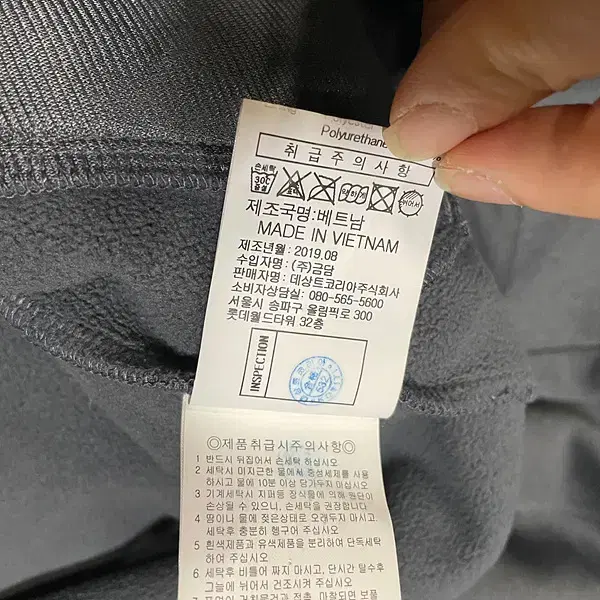 Polyurethane
취급주의사항
손세탁
30℃
중성
약하게
뉘어서
제조국명:베트남
MADE IN VIETNAM
제조년월: 2019.08
수입자명: (주)금담
판매자명: 데상트코리아주식회사
소비자상담실: 080-565-5600
서울시 송파구 올림픽로 300
롯데월드타워 32층
INSPECTION
◎제품취급시주의사항◎
1 반드시 뒤집어서 손세탁 하십시오
2 세탁시 미지근한 물에서 중성세제를 사용
하시고 물에 10분 이상 담가두지 마십시오
3 기계세탁시 지퍼등 장식물에 의해 원단이
손상될 수 있으니, 손세탁을 권장합니다
4 땀이나 물에 젖은상태로 오래두지 마시고,
세탁후 충분히 헹구어 주십시오
5 흰색제품과 유색제품을 분리하여 단독세탁
하여 주십시오
6 세탁후 비틀어 짜지 마시고, 단시간 탈수후
그늘에 뉘어서 건조시켜 주십시오